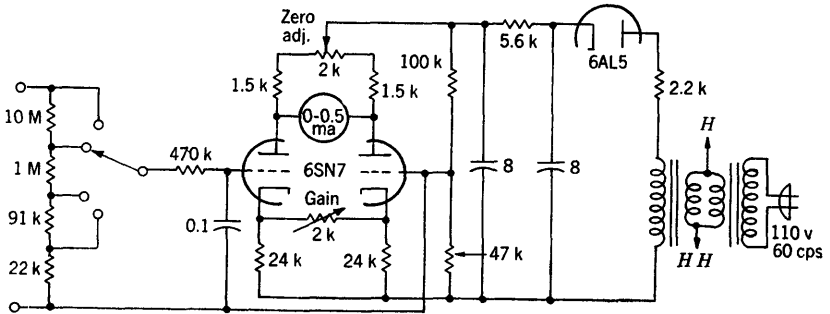 Zero
adj.
2 k
5.6 k
6AL5
100 k
1.5 k
1.5 k
2.2 k
0-0.5
ma
10 M
470 k
6SN7
8
8
H
1 M
Gain
91 k
0.1
2 k
110 v
60 cps
H H
22 k
24 k
24 k
47 k